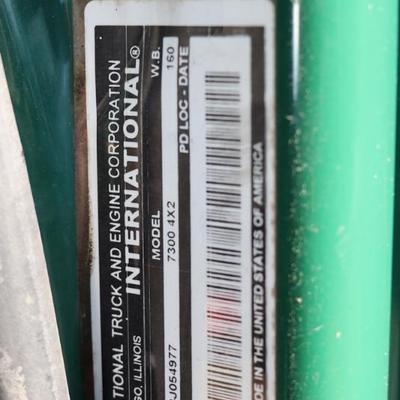 TIONAL TRUCK AND ENGINE CORPORATION
GO, ILLINOIS
INTERNATIONAL®
MODEL W.B.
7300 4X2 160
J054977
PD LOC - DATE
DE IN THE UNITED STATES OF AMERICA